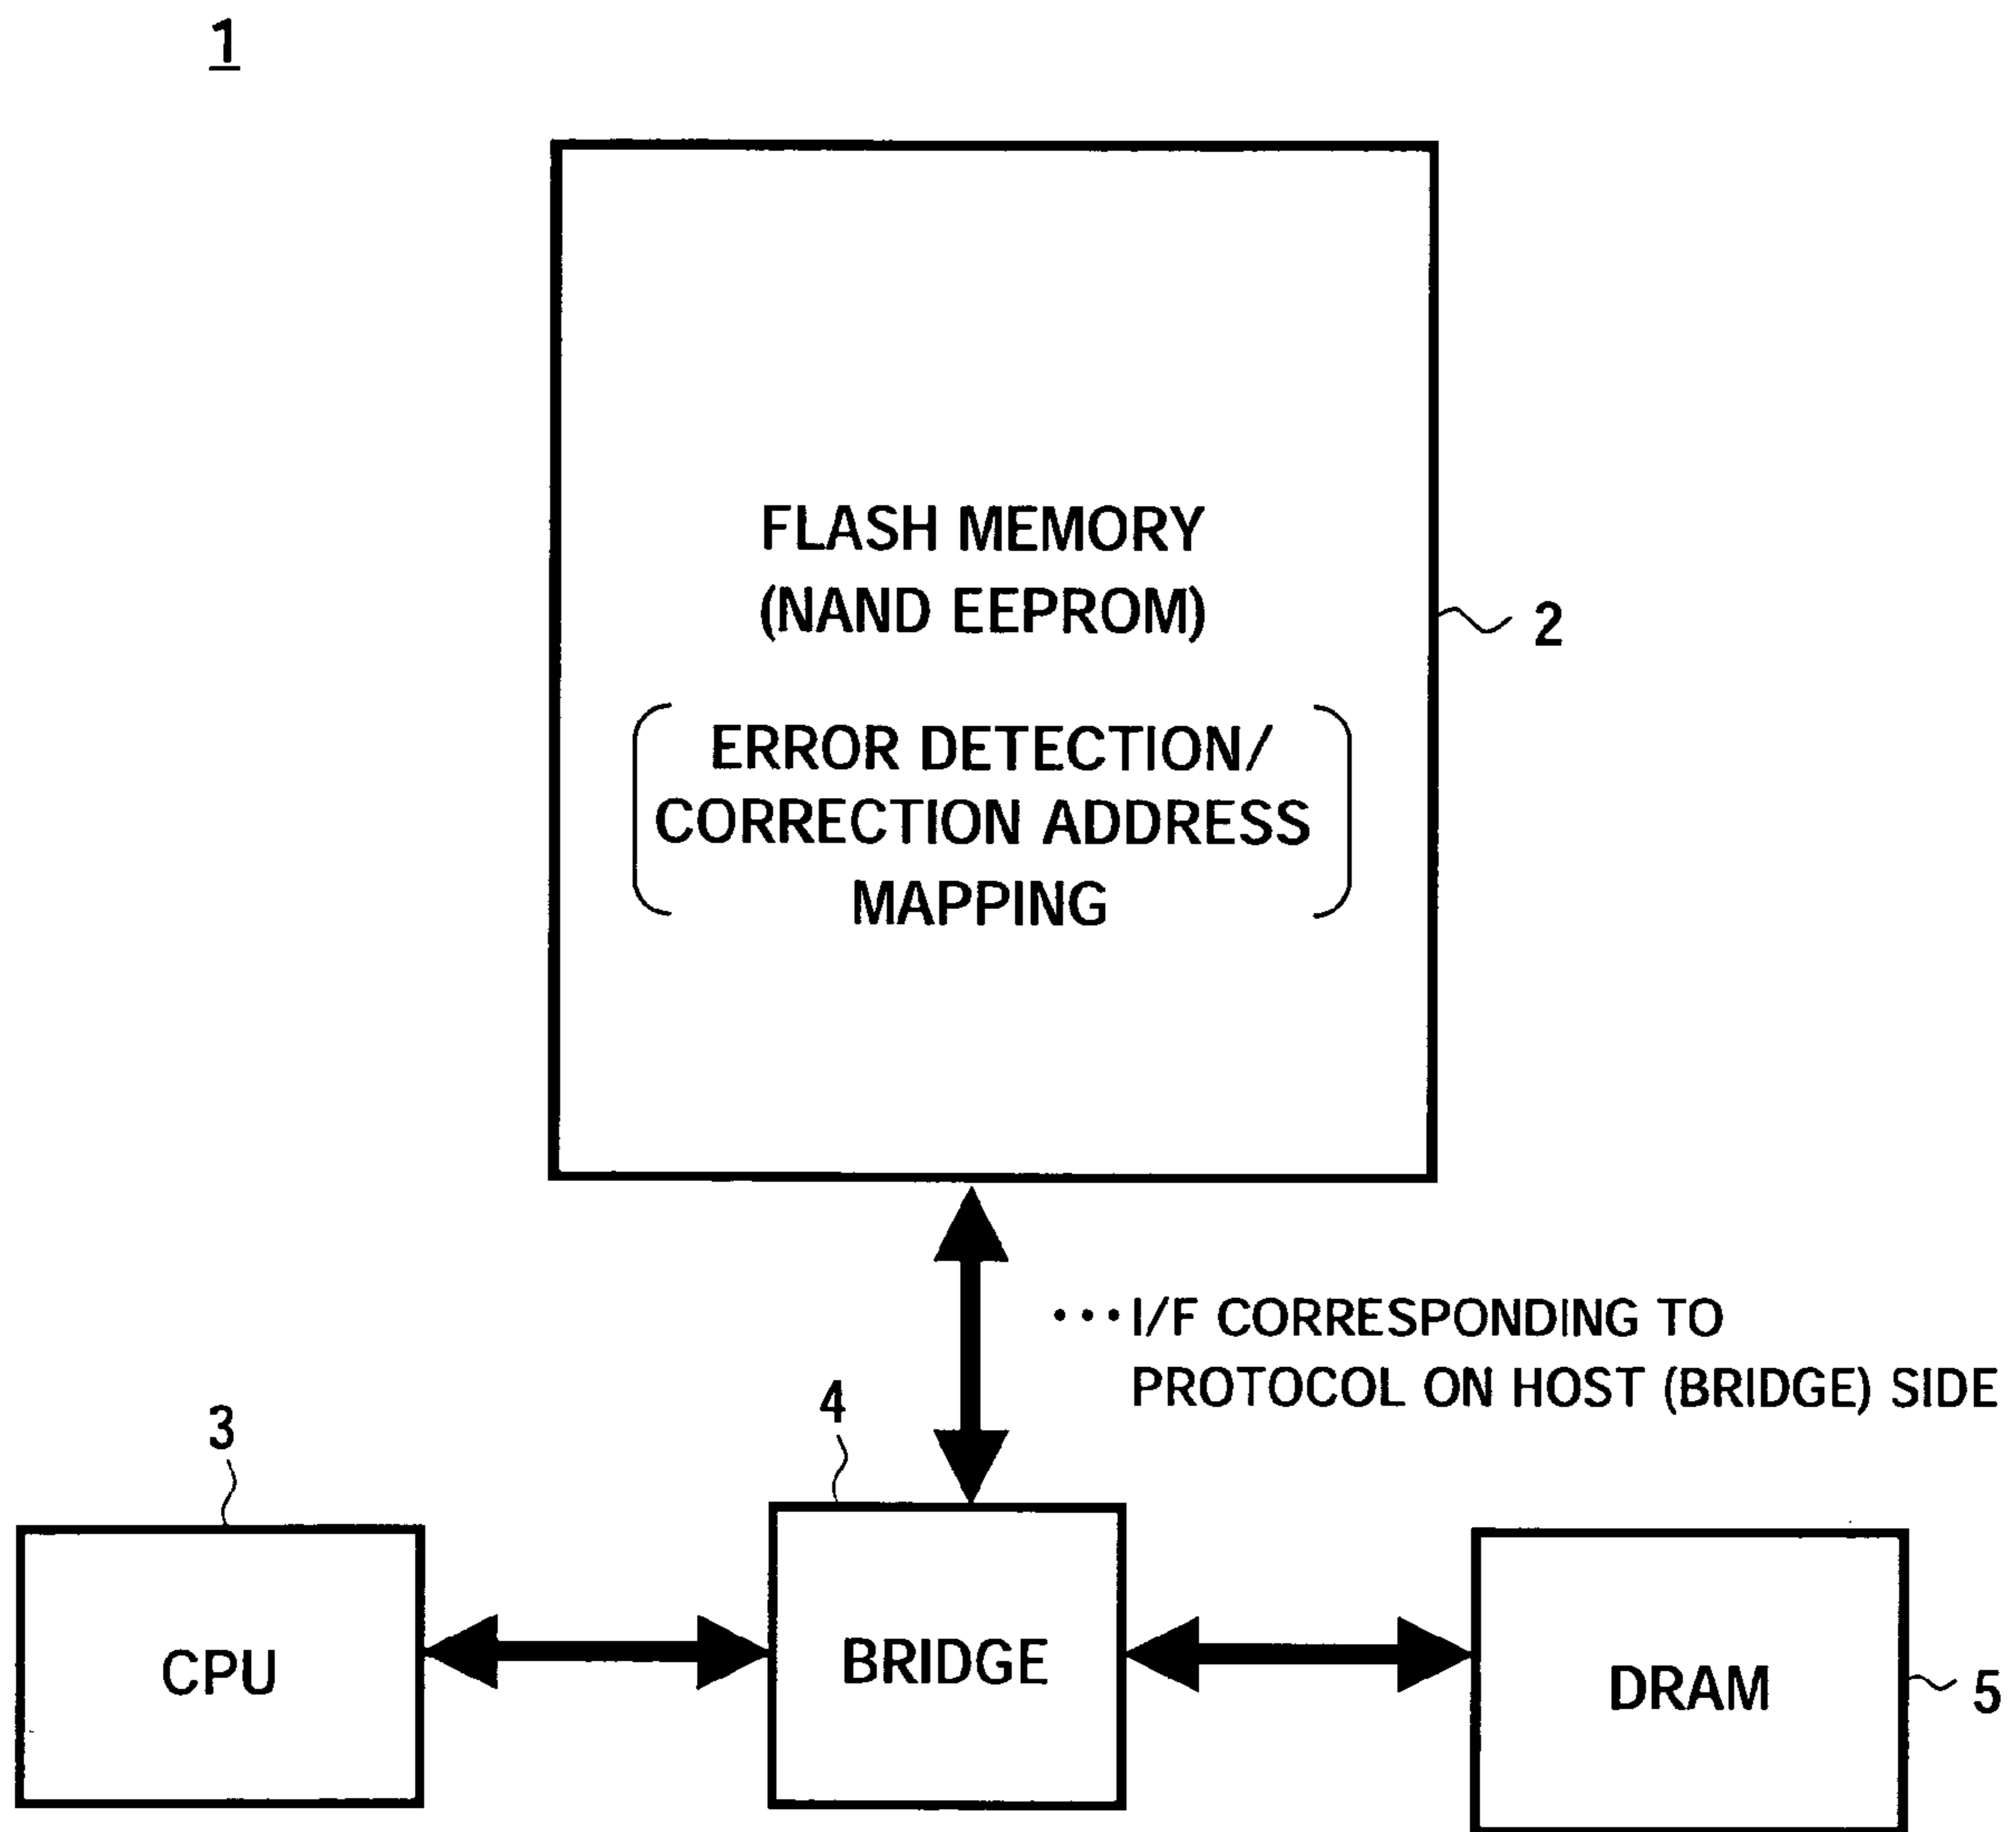 1
FLASH MEMORY
(NAND EEPROM)
2
ERROR DETECTION/
CORRECTION ADDRESS
MAPPING
•••I/F CORRESPONDING TO
PROTOCOL ON HOST (BRIDGE) SIDE
3
4
CPU
BRIDGE
DRAM
5